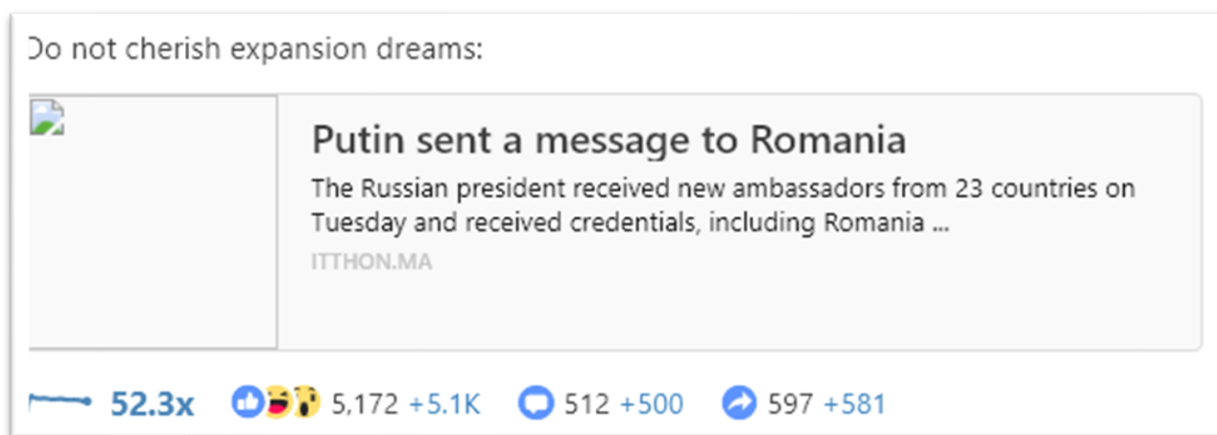 Do not cherish expansion dreams:
Putin sent a message to Romania
The Russian president received new ambassadors from 23 countries on
Tuesday and received credentials, including Romania ...
ITTHON.MA
52.3x 5,172 +5.1K 512 +500 597 +581